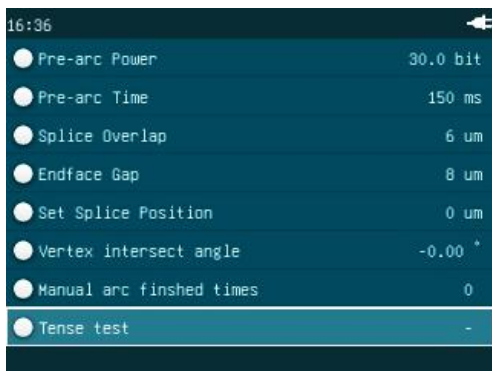 16:36
Pre-arc Power 30.0 bit
Pre-arc Time 150 ms
Splice Overlap 6 um
Endface Gap 8 um
Set Splice Position 0 um
Vertex intersect angle -0.00 °
Manual arc finshed times 0
Tense test -